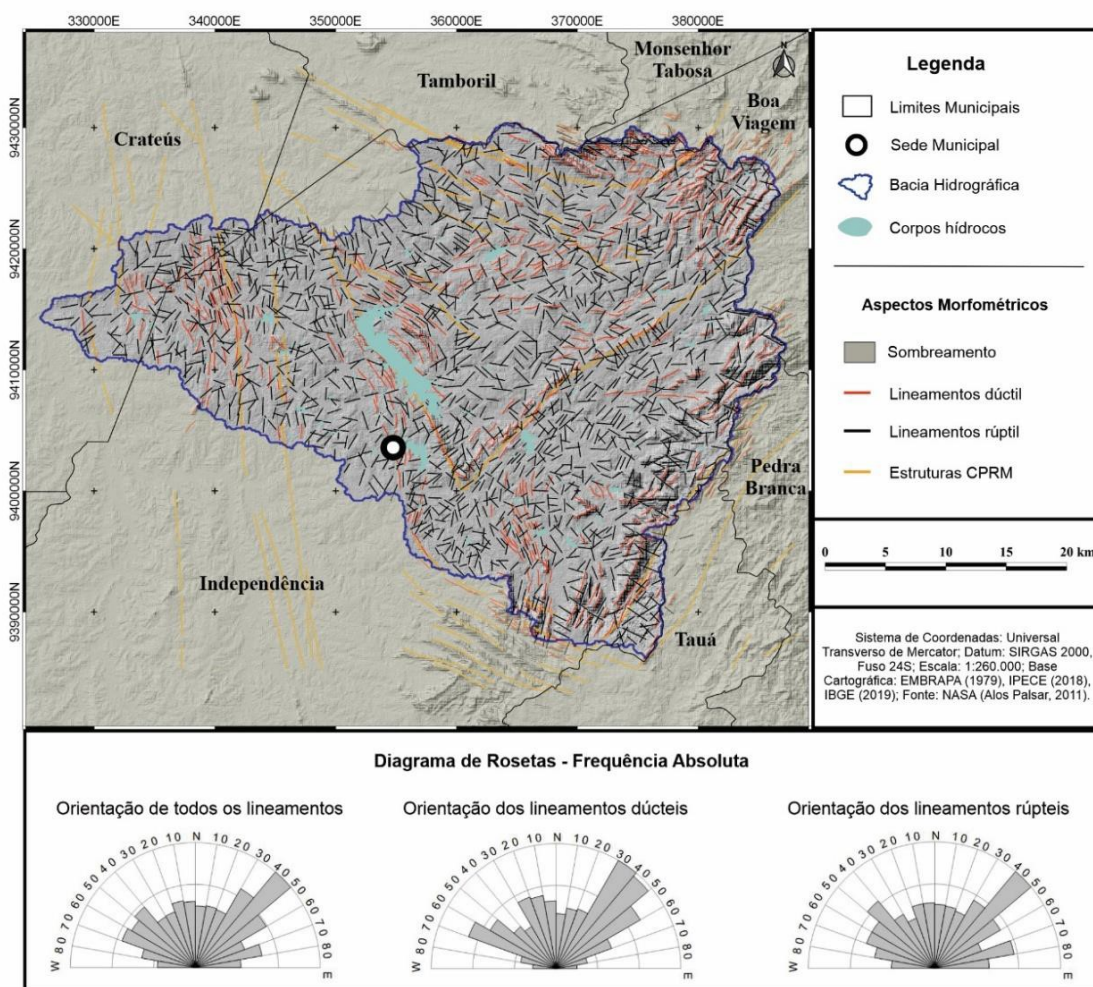 330000E 340000E 350000E 360000E 370000E 380000E
9430000N
9420000N
9410000N
9400000N
9390000N
N
Monsenhor
Tabosa
Tamboril
Boa
Viagem
Crateús
Pedra
Branca
Independência
Tauá
Legenda
Limites Municipais
Sede Municipal
Bacia Hidrográfica
Corpos hídrocos
Aspectos Morfométricos
Sombreamento
Lineamentos dúctil
Lineamentos rúptil
Estruturas CPRM
0 5 10 15 20 km
Sistema de Coordenadas: Universal
Transverso de Mercator; Datum: SIRGAS 2000,
Fuso 24S; Escala: 1:260.000; Base
Cartográfica: EMBRAPA (1979), IPECE (2018),
IBGE (2019); Fonte: NASA (Alos Palsar, 2011).
Diagrama de Rosetas - Frequência Absoluta
Orientação de todos os lineamentos
W 80 70 60 50 40 30 20 10 N 10 20 30 40 50 60 70 80 E
Orientação dos lineamentos dúcteis
W 80 70 60 50 40 30 20 10 N 10 20 30 40 50 60 70 80 E
Orientação dos lineamentos rúpteis
W 80 70 60 50 40 30 20 10 N 10 20 30 40 50 60 70 80 E